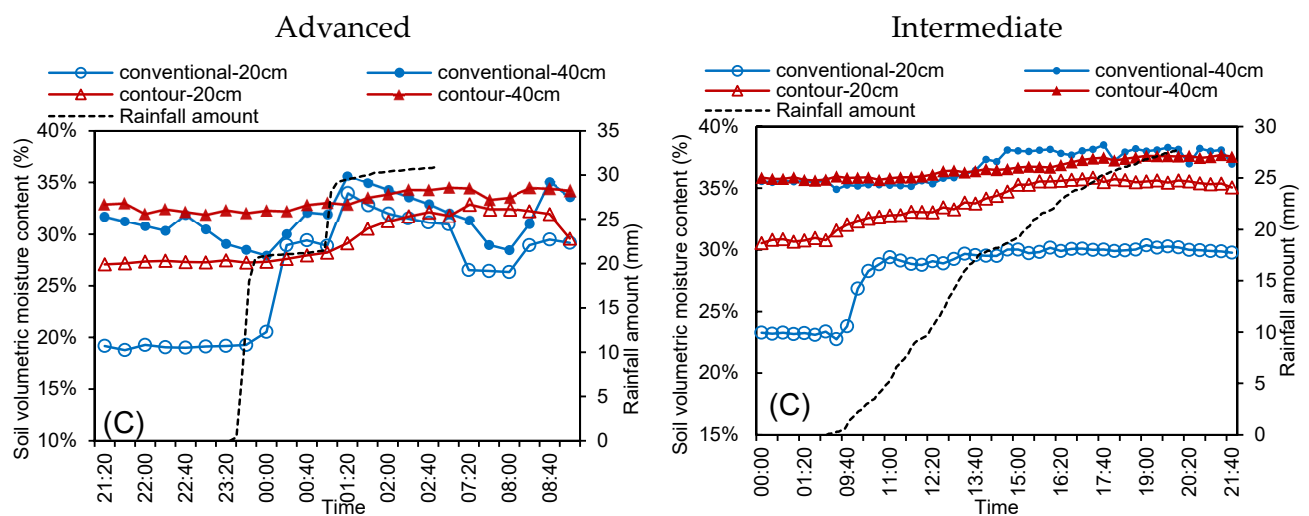 Advanced
conventional-20cm
conventional-40cm
contour-20cm
contour-40cm
Rainfall amount
Soil volumetric moisture content (%)
40%
35%
30%
25%
20%
15%
10%
35
30
25
20
15
10
5
0
Rainfall amount (mm)
(C)
21:20
22:00
22:40
23:20
00:00
00:40
01:20
02:00
02:40
07:20
08:00
08:40
Time
Intermediate
conventional-20cm
conventional-40cm
contour-20cm
contour-40cm
Rainfall amount
Soil volumetric moisture content (%)
40%
35%
30%
25%
20%
15%
30
25
20
15
10
5
0
Rainfall amount (mm)
(C)
00:00
01:20
09:40
11:00
12:20
13:40
15:00
16:20
17:40
19:00
20:20
21:40
Time